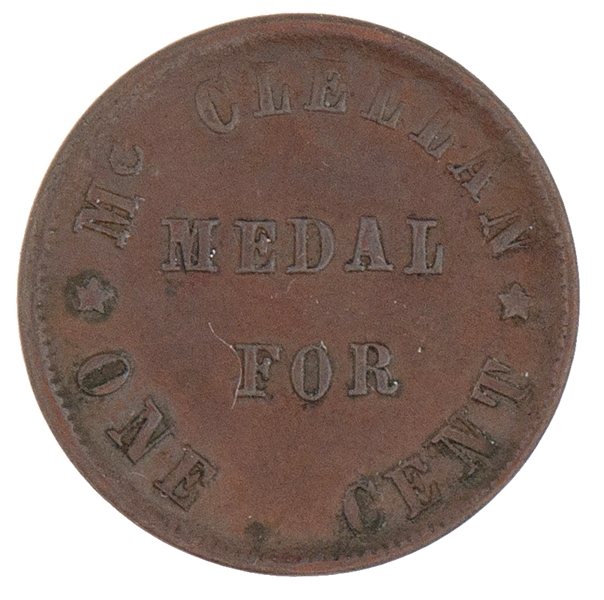 Mc CLELLAN
MEDAL
FOR
ONE CENT